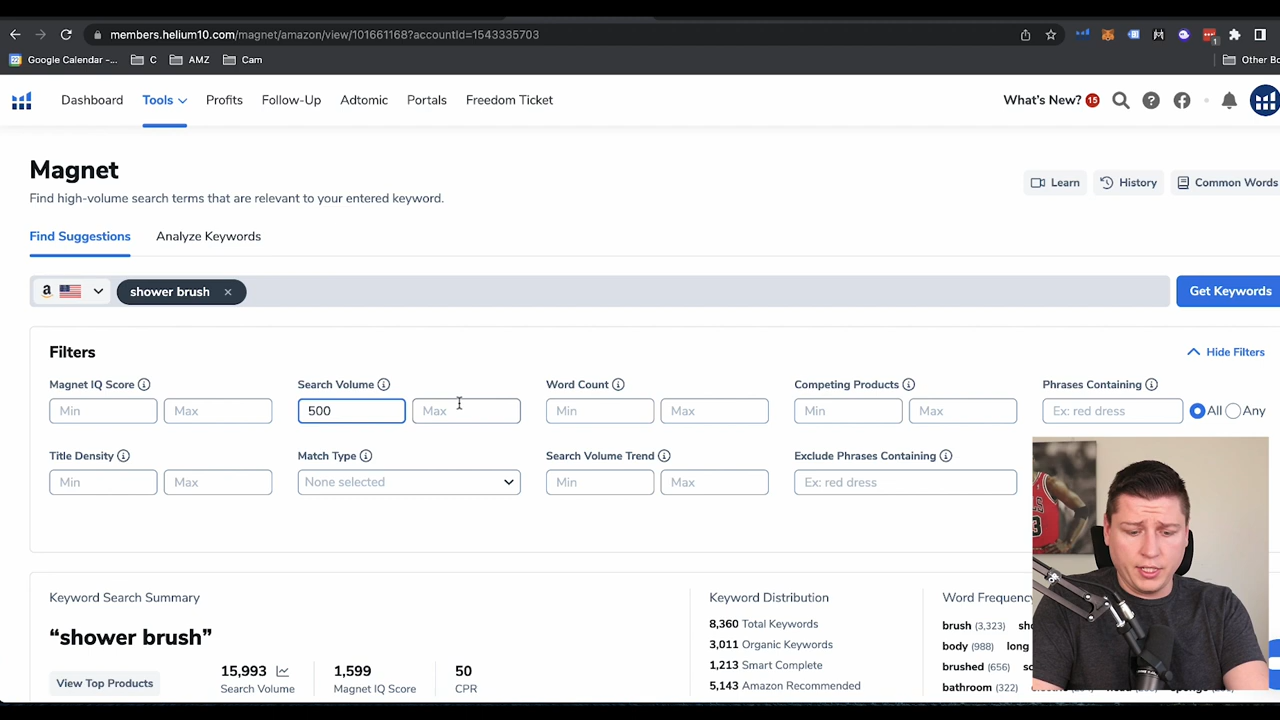 members.helium10.com/magnet/amazon/view/101661168?accountId=1543335703
Google Calendar -... C AMZ Cam Other Bo
Dashboard Tools Profits Follow-Up Adtomic Portals Freedom Ticket What's New? 15
Magnet
Find high-volume search terms that are relevant to your entered keyword.
Learn History Common Words
Find Suggestions Analyze Keywords
a shower brush × Get Keywords
Filters Hide Filters
Magnet IQ Score Search Volume Word Count Competing Products Phrases Containing
Min Max 500 Max Min Max Min Max Ex: red dress All Any
Title Density Match Type Search Volume Trend Exclude Phrases Containing
Min Max None selected Min Max Ex: red dress
Keyword Search Summary Keyword Distribution Word Frequency
"shower brush" 8,360 Total Keywords brush (3,323)
3,011 Organic Keywords body (988) long
15,993 1,599 50 1,213 Smart Complete brushed (656)
View Top Products Search Volume Magnet IQ Score CPR 5,143 Amazon Recommended bathroom (322)